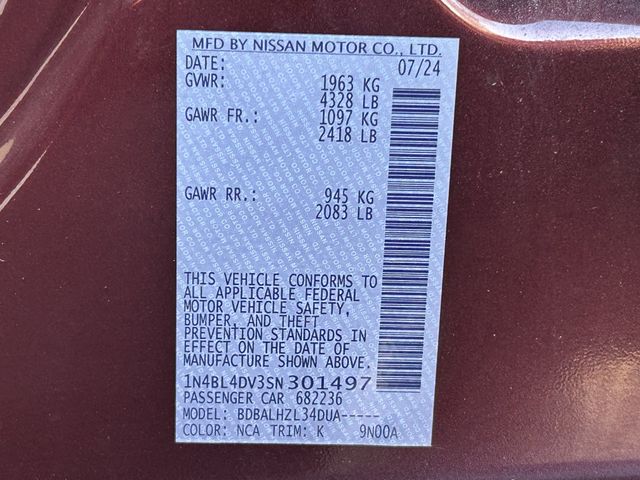 MFD BY NISSAN MOTOR CO., LTD.
DATE: 07/24
GVWR: 1963 KG
4328 LB
GAWR FR.: 1097 KG
2418 LB
GAWR RR.: 945 KG
2083 LB
THIS VEHICLE CONFORMS TO
ALL APPLICABLE FEDERAL
MOTOR VEHICLE SAFETY,
BUMPER, AND THEFT
PREVENTION STANDARDS IN
EFFECT ON THE DATE OF
MANUFACTURE SHOWN ABOVE.
1N4BL4DV3SN301497
PASSENGER CAR 682236
MODEL: BDBALHZL34DUA-----
COLOR: NCA TRIM: K 9N00A